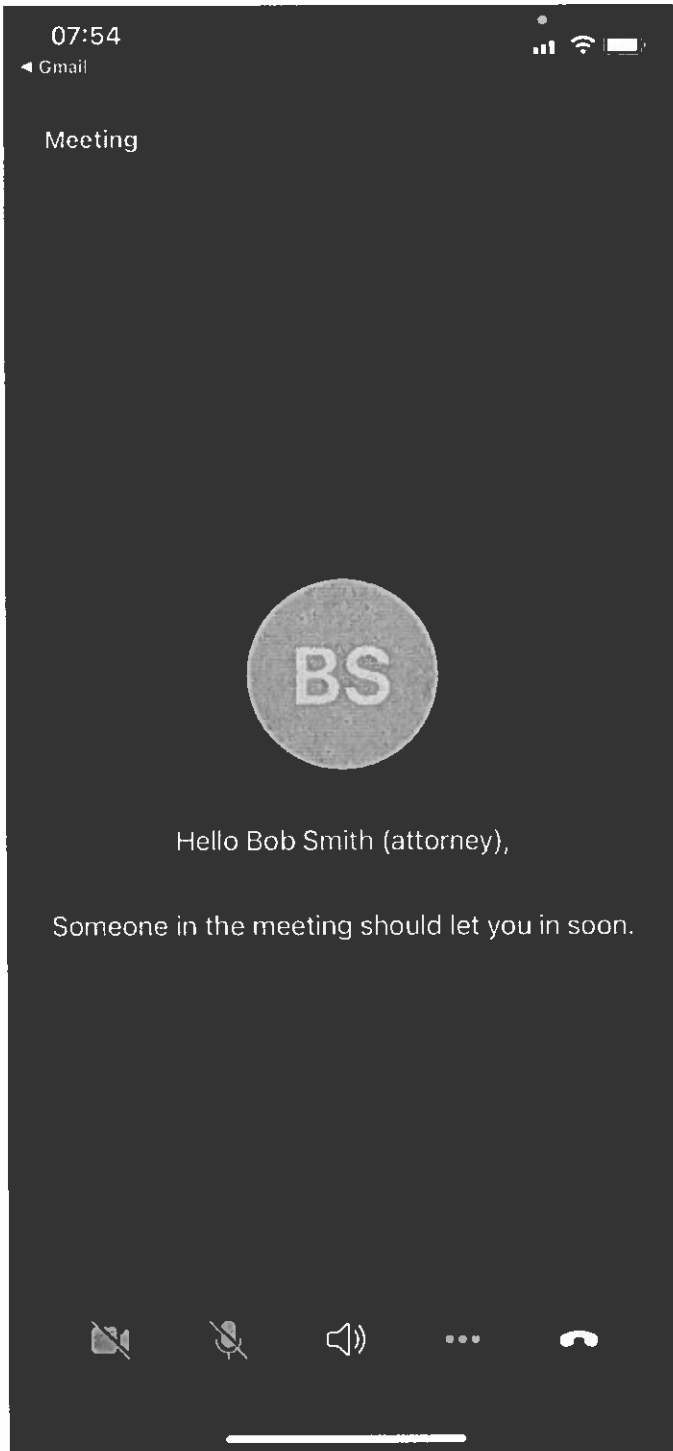 07:54
◄ Gmail
Meeting
BS
Hello Bob Smith (attorney),
Someone in the meeting should let you in soon.